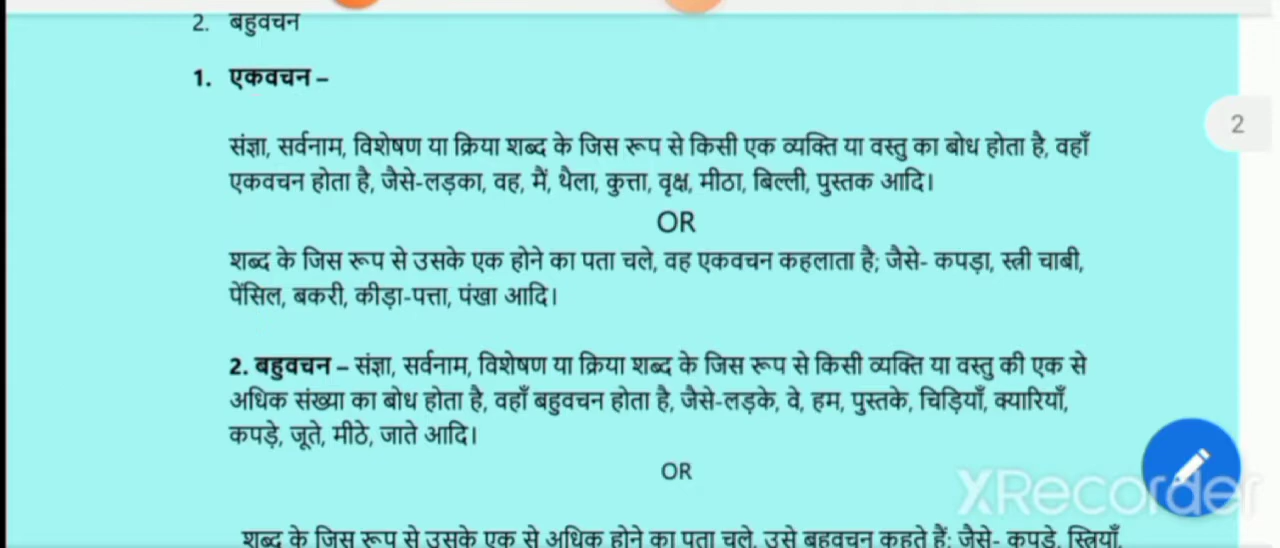 2. बहुवचन
1. एकवचन –
2
संज्ञा, सर्वनाम, विशेषण या क्रिया शब्द के जिस रूप से किसी एक व्यक्ति या वस्तु का बोध होता है, वहाँ
एकवचन होता है, जैसे-लड़का, वह, मैं, थैला, कुत्ता, वृक्ष, मीठा, बिल्ली, पुस्तक आदि।
OR
शब्द के जिस रूप से उसके एक होने का पता चले, वह एकवचन कहलाता है; जैसे- कपड़ा, स्त्री चाबी,
पेंसिल, बकरी, कीड़ा-पत्ता, पंखा आदि।
2. बहुवचन – संज्ञा, सर्वनाम, विशेषण या क्रिया शब्द के जिस रूप से किसी व्यक्ति या वस्तु की एक से
अधिक संख्या का बोध होता है, वहाँ बहुवचन होता है, जैसे-लड़के, वे, हम, पुस्तके, चिड़ियाँ, क्यारियाँ,
कपड़े, जूते, मीठे, जाते आदि।
OR
XRecorder
शब्द के जिस रूप से उसके एक से अधिक होने का पता चले, उसे बहुवचन कहते हैं; जैसे- कपड़े, स्त्रियाँ,